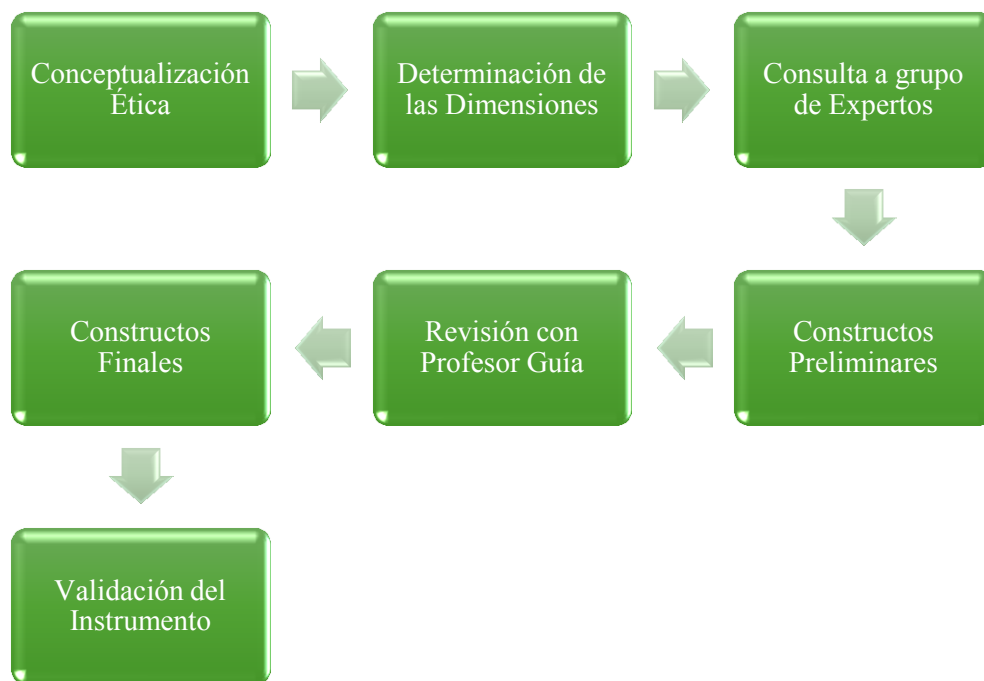 Conceptualización
Ética
Determinación de
las Dimensiones
Consulta a grupo
de Expertos
Constructos
Preliminares
Revisión con
Profesor Guía
Constructos
Finales
Validación del
Instrumento